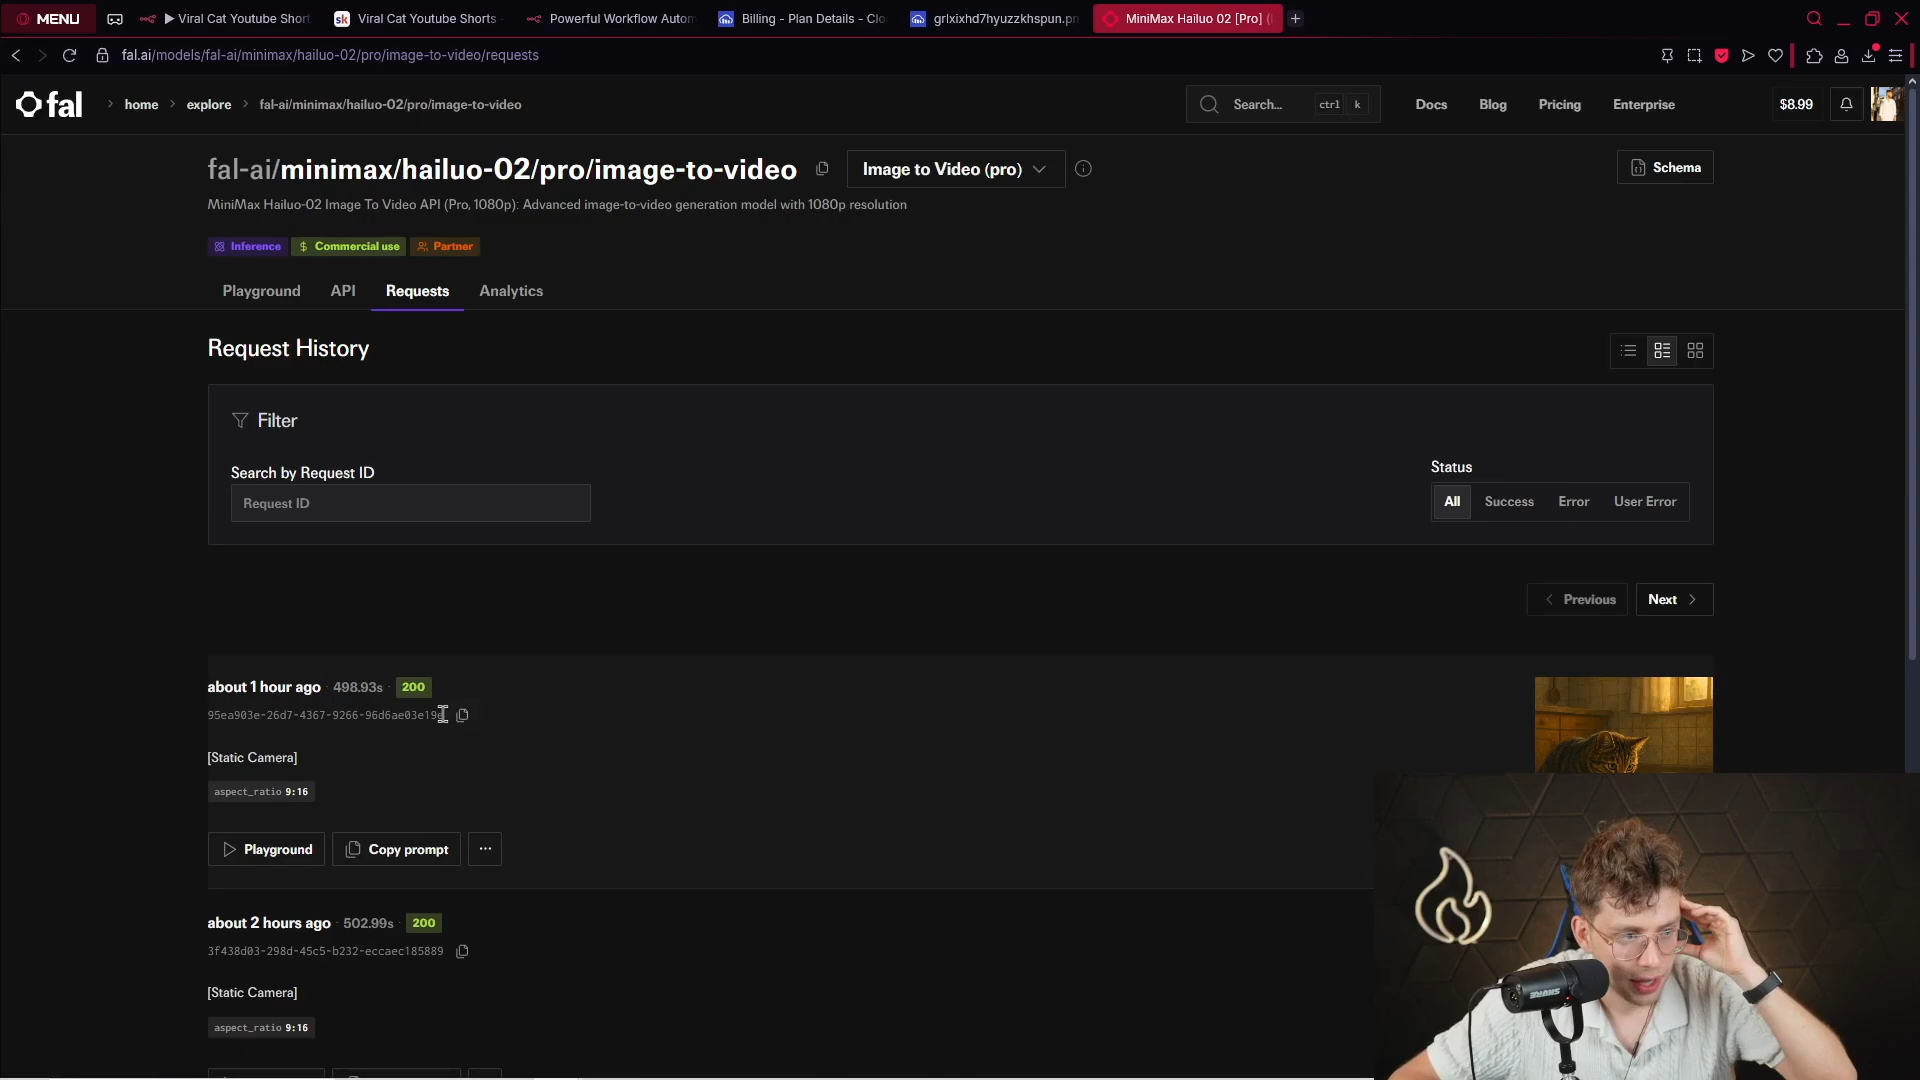 MENU
Viral Cat Youtube Short
sk Viral Cat Youtube Shorts
Powerful Workflow Autom
Billing - Plan Details - Clo
grlxixhd7hyuzzkhspun.pn
MiniMax Hailuo 02 [Pro] (
fal.ai/models/fal-ai/minimax/hailuo-02/pro/image-to-video/requests
fal
home
explore
fal-ai/minimax/hailuo-02/pro/image-to-video
Search...
ctrl k
Docs
Blog
Pricing
Enterprise
$8.99
fal-ai/minimax/hailuo-02/pro/image-to-video
Image to Video (pro)
Schema
MiniMax Hailuo-02 Image To Video API (Pro, 1080p): Advanced image-to-video generation model with 1080p resolution
Inference
Commercial use
Partner
Playground
API
Requests
Analytics
Request History
Filter
Search by Request ID
Request ID
Status
All
Success
Error
User Error
Previous
Next
about 1 hour ago · 498.93s · 200
95ea903e-26d7-4367-9266-96d6ae03e19
[Static Camera]
aspect_ratio 9:16
Playground
Copy prompt
about 2 hours ago · 502.99s · 200
3f438d03-298d-45c5-b232-eccaec185889
[Static Camera]
aspect_ratio 9:16
SHURE